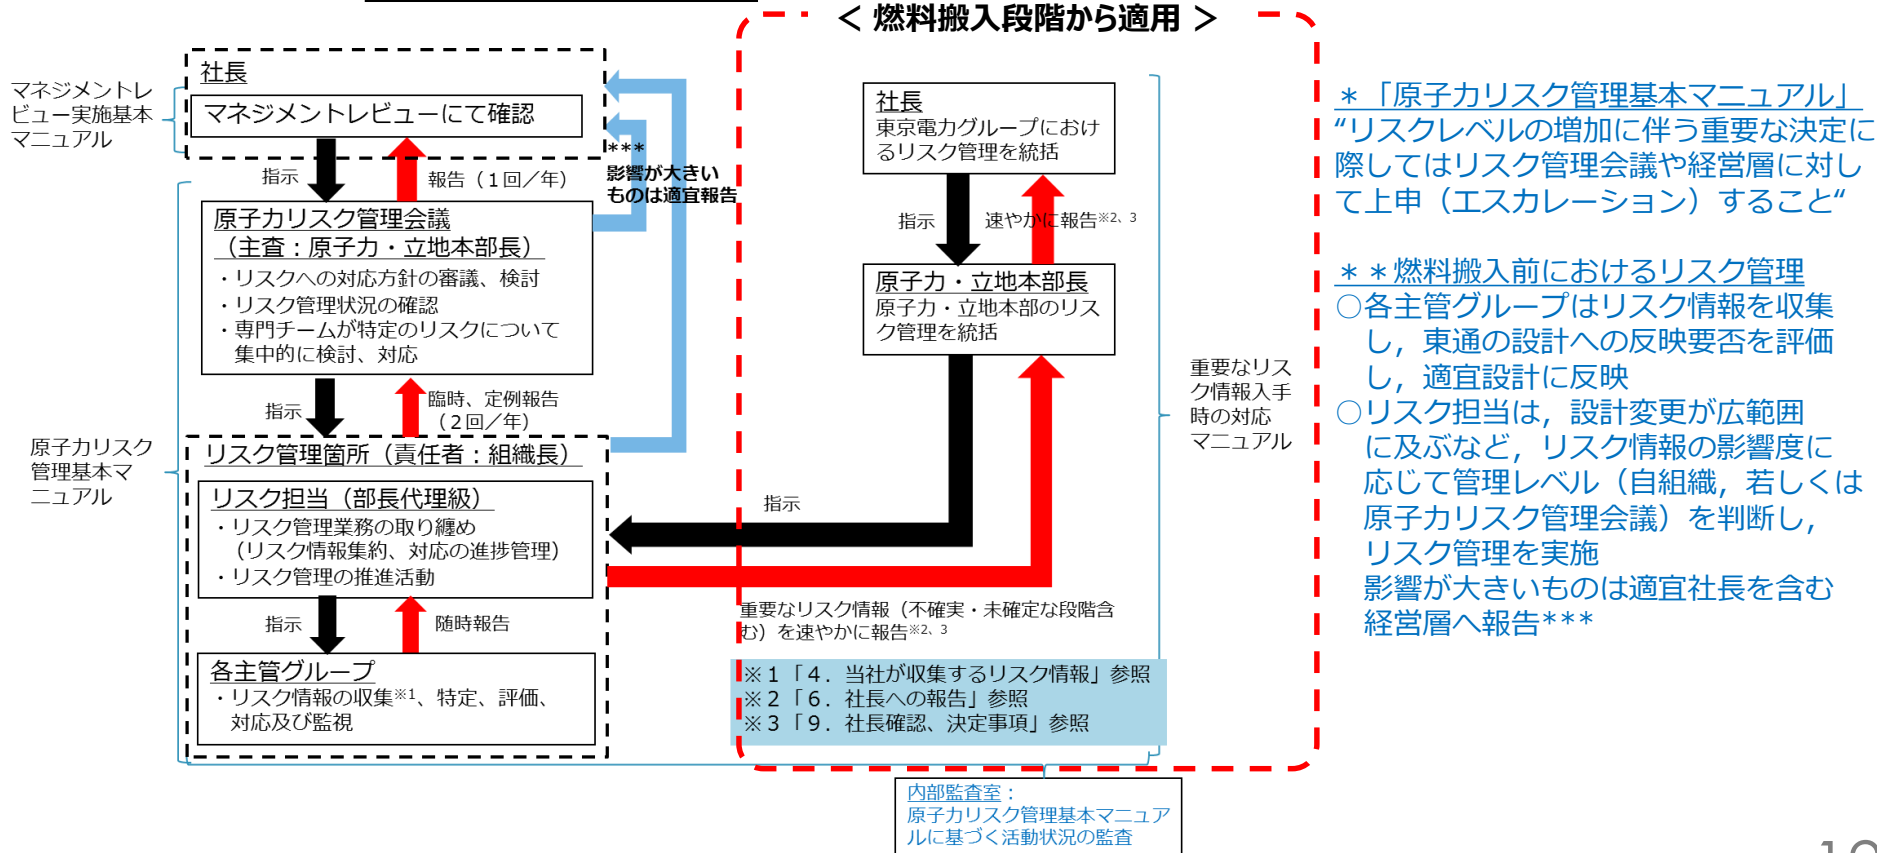 ＜ 燃料搬入段階から適用 ＞
マネジメントレ
ビュー実施基本
マニュアル
社長
マネジメントレビューにて確認
指示
報告（１回／年）
***
影響が大きい
ものは適宜報告
原子力リスク管理会議
（主査：原子力・立地本部長）
・リスクへの対応方針の審議、検討
・リスク管理状況の確認
・専門チームが特定のリスクについて
集中的に検討、対応
指示
臨時、定例報告
（２回／年）
原子力リスク
管理基本マ
ニュアル
リスク管理箇所（責任者：組織長）
リスク担当（部長代理級）
・リスク管理業務の取り纏め
（リスク情報集約、対応の進捗管理）
・リスク管理の推進活動
指示
随時報告
各主管グループ
・リスク情報の収集※1、特定、評価、
対応及び監視
社長
東京電力グループにおけ
るリスク管理を統括
指示
速やかに報告※2、3
原子力・立地本部長
原子力・立地本部のリス
ク管理を統括
指示
重要なリスク情報（不確実・未確定な段階含
む）を速やかに報告※2、3
※１「４．当社が収集するリスク情報」参照
※２「６．社長への報告」参照
※３「９．社長確認、決定事項」参照
重要なリス
ク情報入手
時の対応
マニュアル
内部監査室：
原子力リスク管理基本マニュア
ルに基づく活動状況の監査
＊「原子力リスク管理基本マニュアル」
“リスクレベルの増加に伴う重要な決定に
際してはリスク管理会議や経営層に対し
て上申（エスカレーション）すること“
＊＊燃料搬入前におけるリスク管理
○各主管グループはリスク情報を収集
し，東通の設計への反映要否を評価
し，適宜設計に反映
○リスク担当は，設計変更が広範囲
に及ぶなど，リスク情報の影響度に
応じて管理レベル（自組織，若しくは
原子力リスク管理会議）を判断し，
リスク管理を実施
影響が大きいものは適宜社長を含む
経営層へ報告***